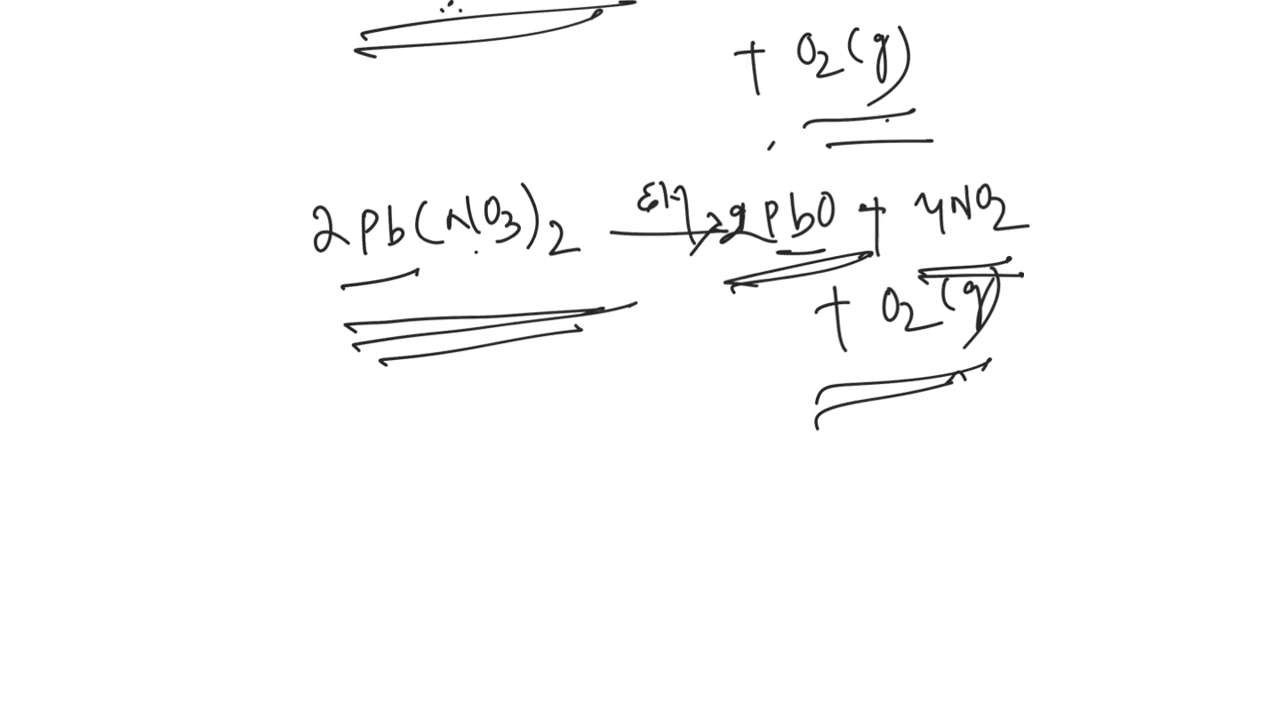 + O₂(g)
2Pb(NO₃)₂ → 2PbO + 4NO₂
+ O₂(g)